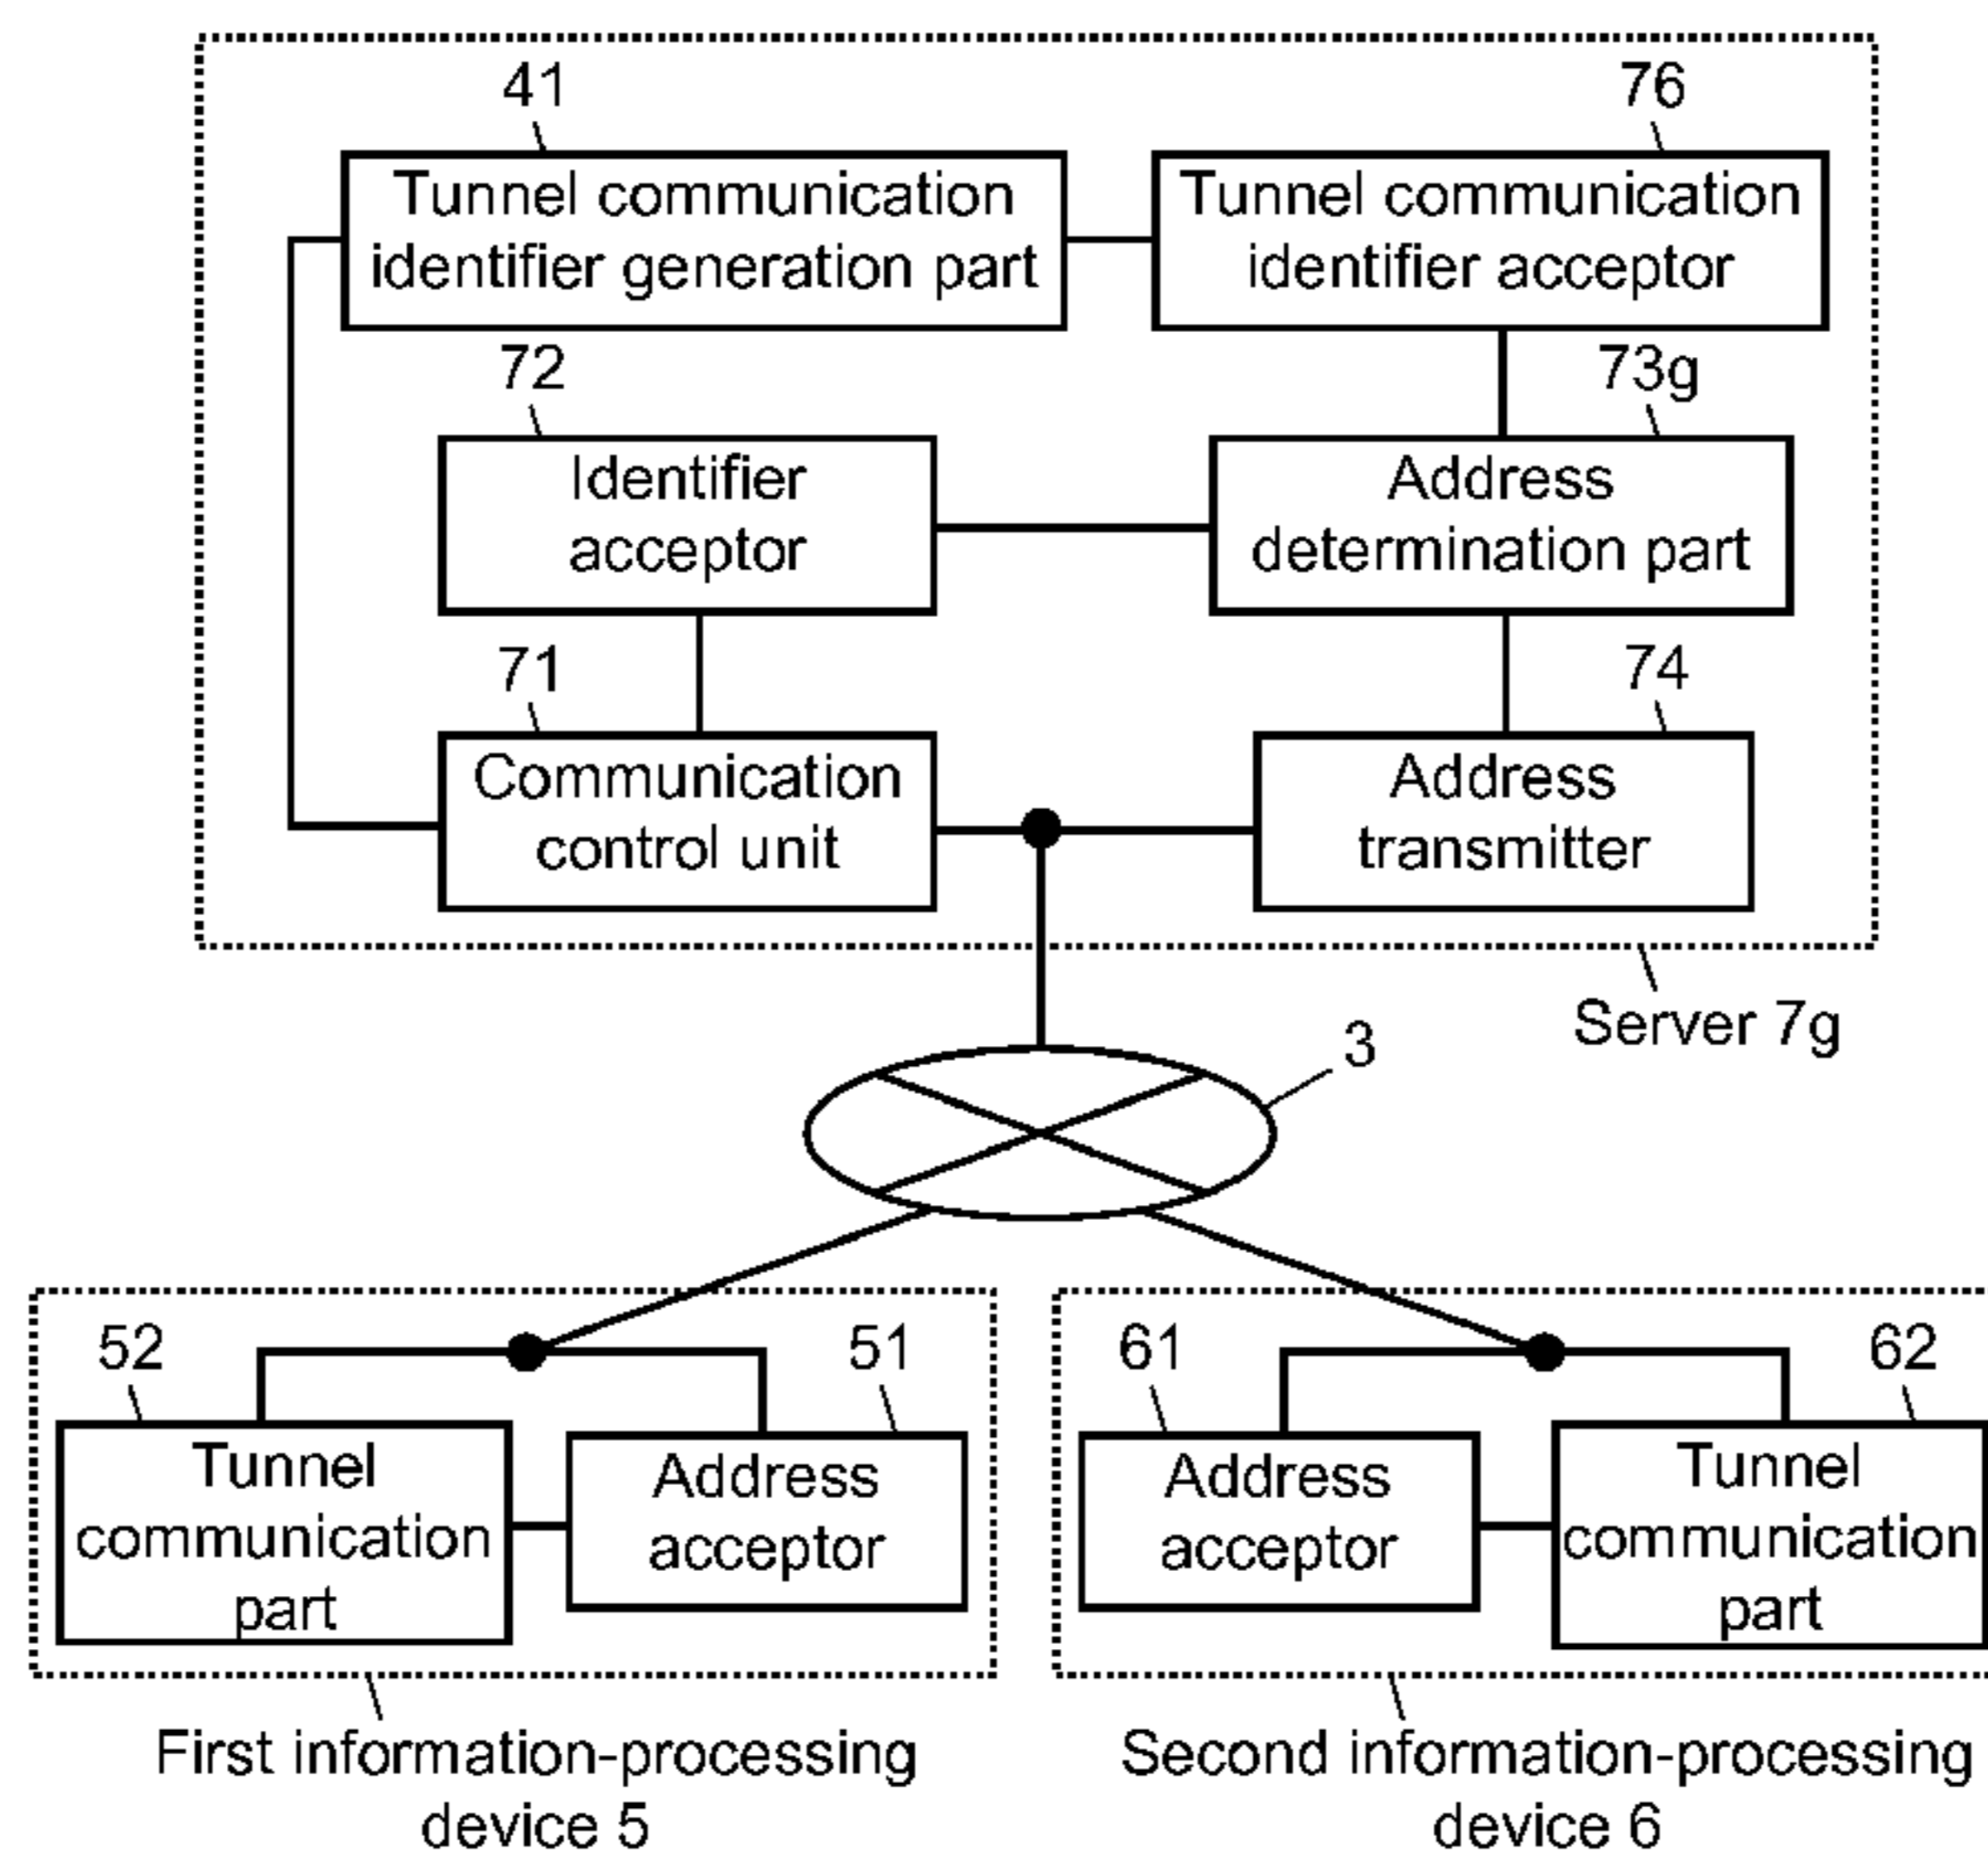 41
76
Tunnel communication
identifier generation part
Tunnel communication
identifier acceptor
72
73g
Identifier
acceptor
Address
determination part
71
74
Communication
control unit
Address
transmitter
Server 7g
3
52
51
61
62
Tunnel
communication
part
Address
acceptor
Address
acceptor
Tunnel
communication
part
First information-processing
device 5
Second information-processing
device 6